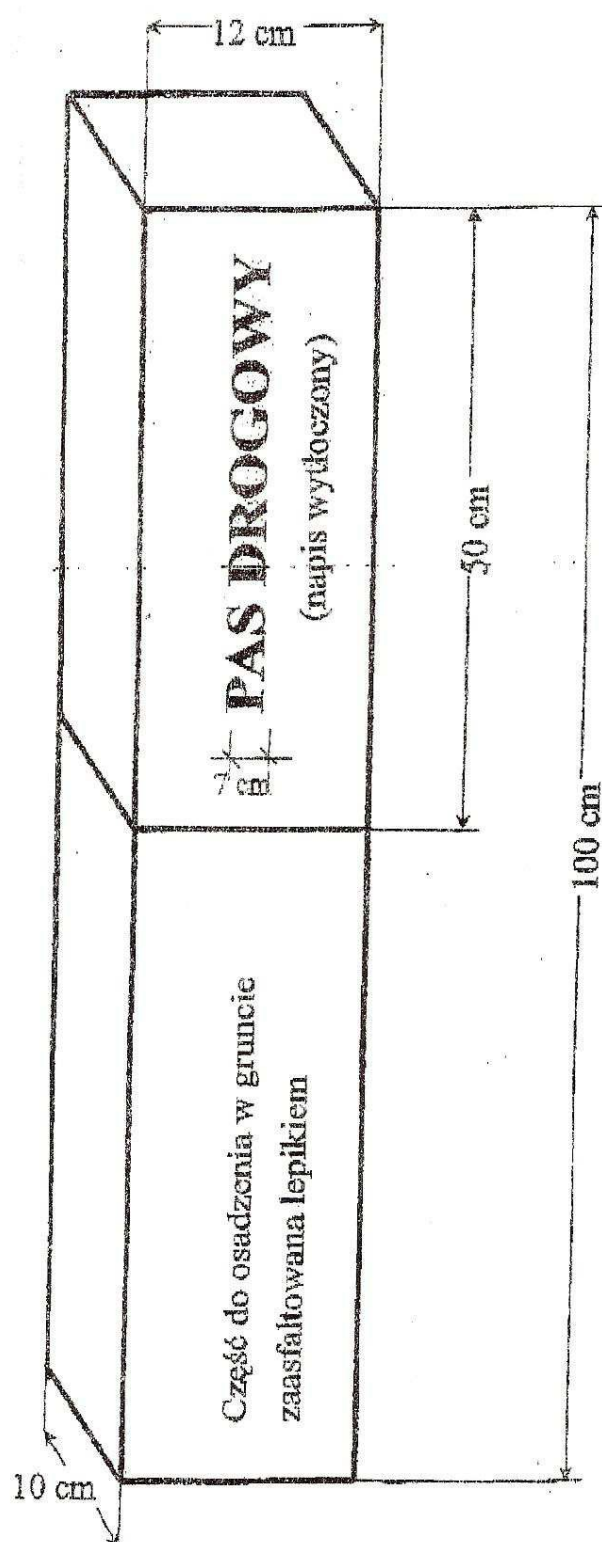 12 cm
PAS DROGOWY
(napis wytłoczony)
50 cm
100 cm
Część do osadzenia w gruncie
zaasfaltowana lepikiem
10 cm